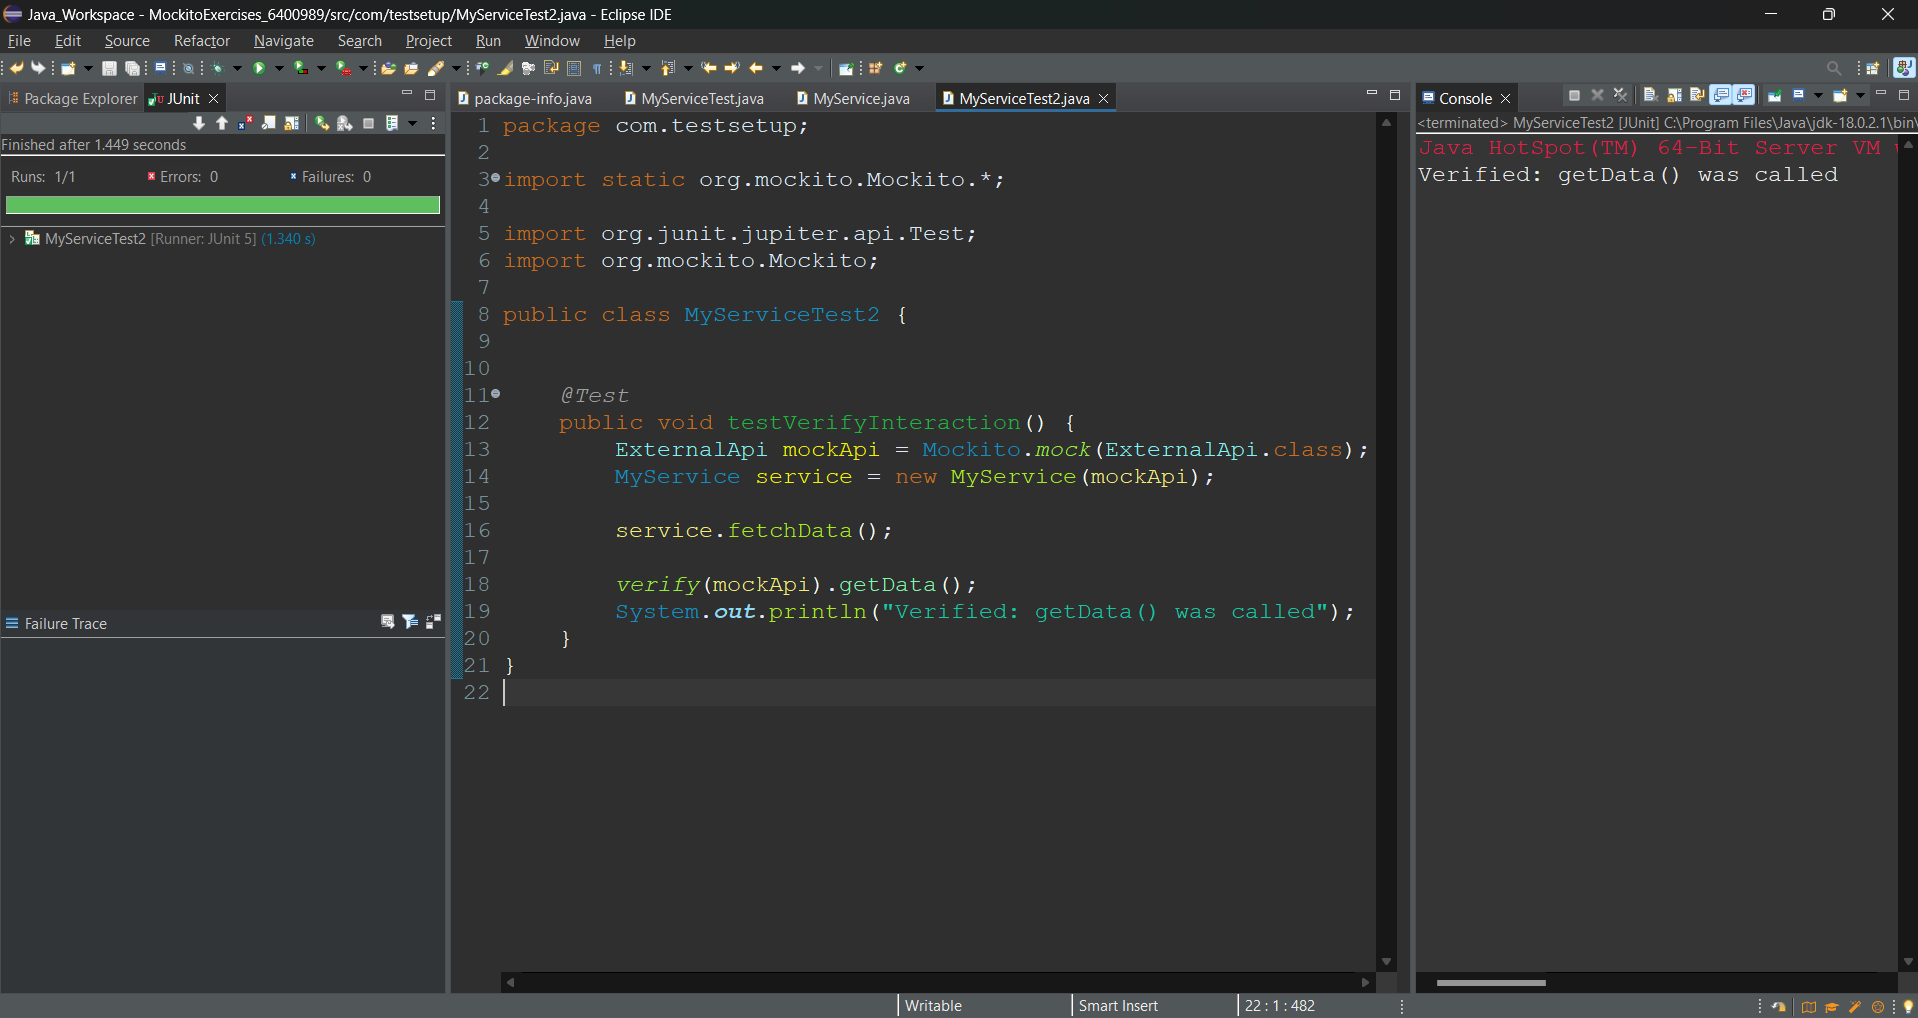 Java_Workspace - MockitoExercises_6400989/src/com/testsetup/MyServiceTest2.java - Eclipse IDE
File Edit Source Refactor Navigate Search Project Run Window Help
Package Explorer JUnit
Finished after 1.449 seconds
Runs: 1/1 Errors: 0 Failures: 0
MyServiceTest2 [Runner: JUnit 5] (1.340 s)
Failure Trace
package-info.java MyServiceTest.java MyService.java MyServiceTest2.java
1 package com.testsetup;
2
3 import static org.mockito.Mockito.*;
4
5 import org.junit.jupiter.api.Test;
6 import org.mockito.Mockito;
7
8 public class MyServiceTest2 {
9
10
11 @Test
12 public void testVerifyInteraction() {
13 ExternalApi mockApi = Mockito.mock(ExternalApi.class);
14 MyService service = new MyService(mockApi);
15
16 service.fetchData();
17
18 verify(mockApi).getData();
19 System.out.println("Verified: getData() was called");
20 }
21 }
22
Console
<terminated> MyServiceTest2 [JUnit] C:\Program Files\Java\jdk-18.0.2.1\bin\
Java HotSpot(TM) 64-Bit Server VM
Verified: getData() was called
Writable Smart Insert 22 : 1 : 482